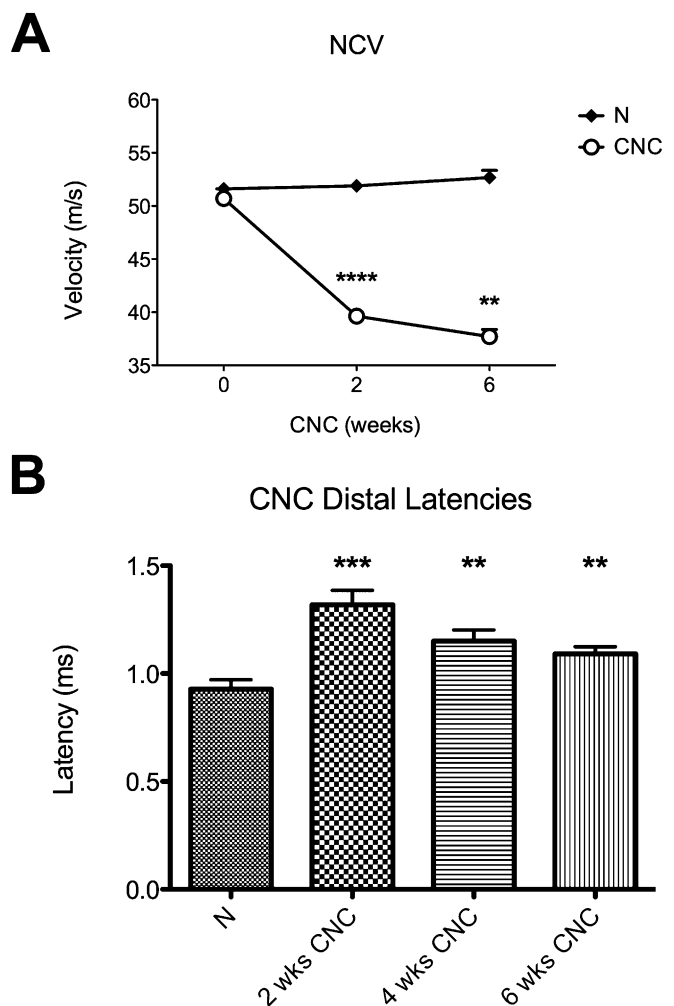 A
NCV
60
55
50
45
40
35
Velocity (m/s)
N
CNC
****
**
0 2 6
CNC (weeks)
B
CNC Distal Latencies
1.5
1.0
0.5
0.0
Latency (ms)
*** ** **
N 2 wks CNC 4 wks CNC 6 wks CNC